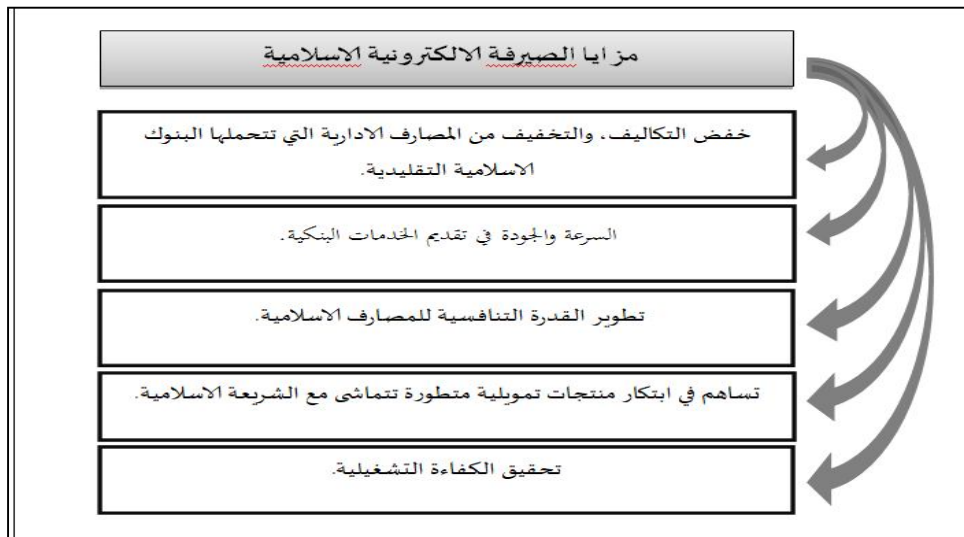 مزايا الصيرفة الالكترونية الاسلامية
خفض التكاليف، والتخفيف من المصارف الادارية التي تتحملها البنوك
الاسلامية التقليدية.
السرعة والجودة في تقديم الخدمات البنكية.
تطوير القدرة التنافسية للمصارف الاسلامية.
تساهم في ابتكار منتجات تمويلية متطورة تتماشى مع الشريعة الاسلامية.
تحقيق الكفاءة التشغيلية.